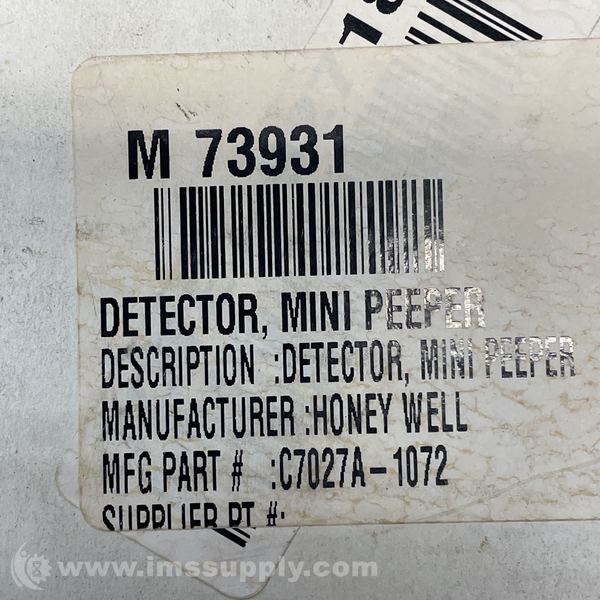 M 73931
DETECTOR, MINI PEEPER
DESCRIPTION :DETECTOR, MINI PEEPER
MANUFACTURER :HONEY WELL
MFG PART # :C7027A-1072
SUPPLIER PT. #:
www.imssupply.com